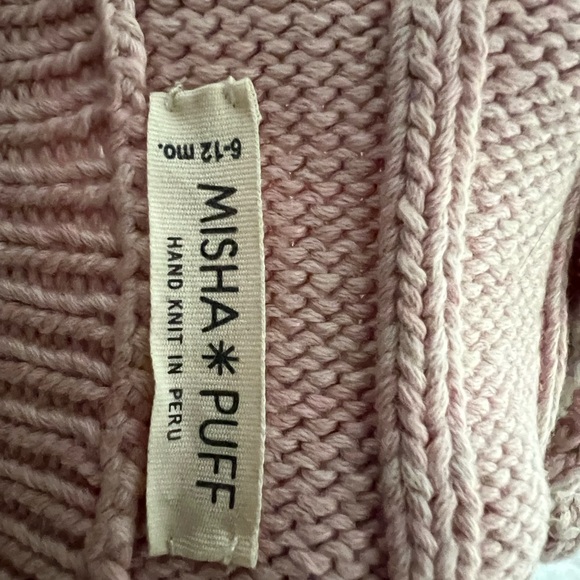 6-12 mo.
MISHA * PUFF
HAND KNIT IN PERU